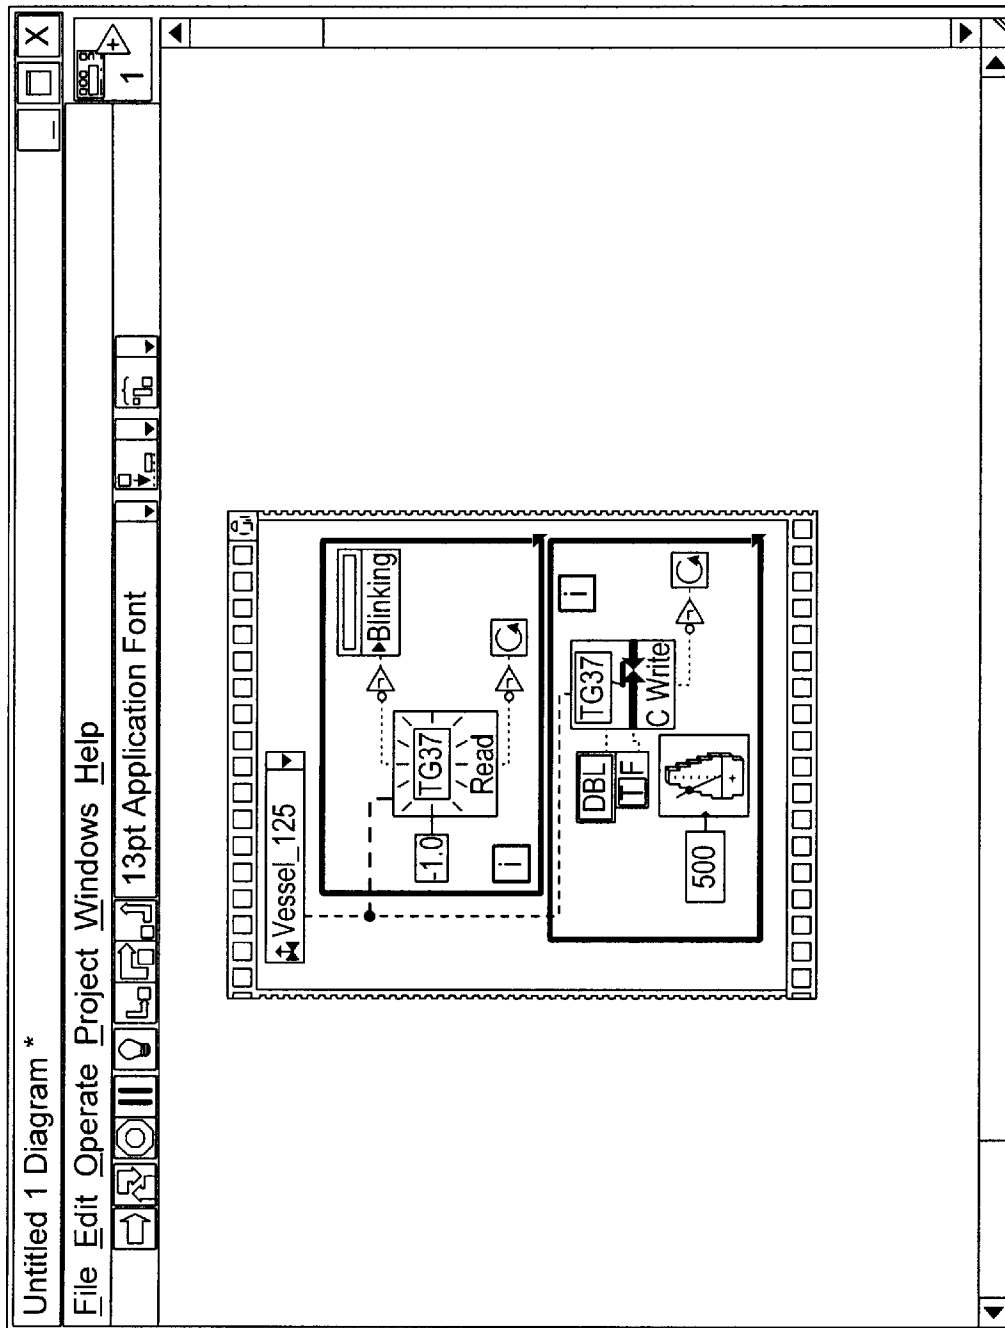 Untitled 1 Diagram *
File Edit Operate Project Windows Help
13pt Application Font
1
Vessel_125
-1.0
TG37
Read
Blinking
i
DBL
TF
TG37
C Write
i
500